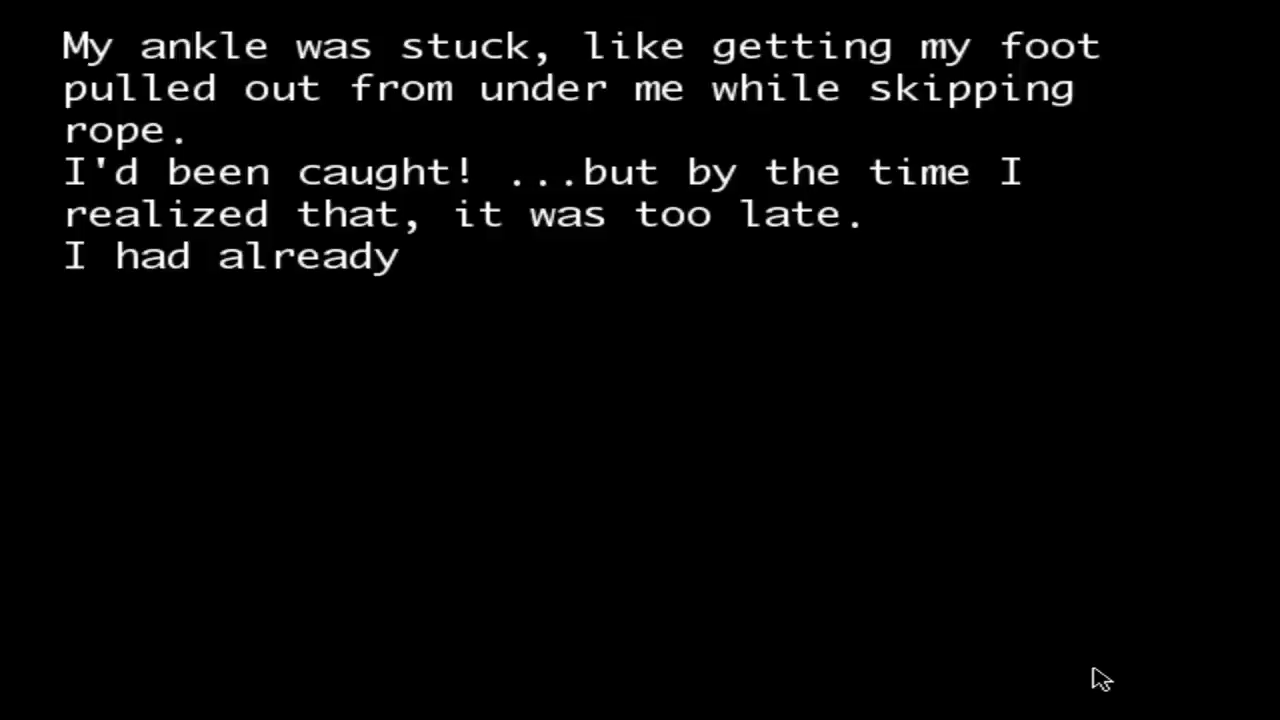 My ankle was stuck, like getting my foot
pulled out from under me while skipping
rope.
I'd been caught! ...but by the time I
realized that, it was too late.
I had already